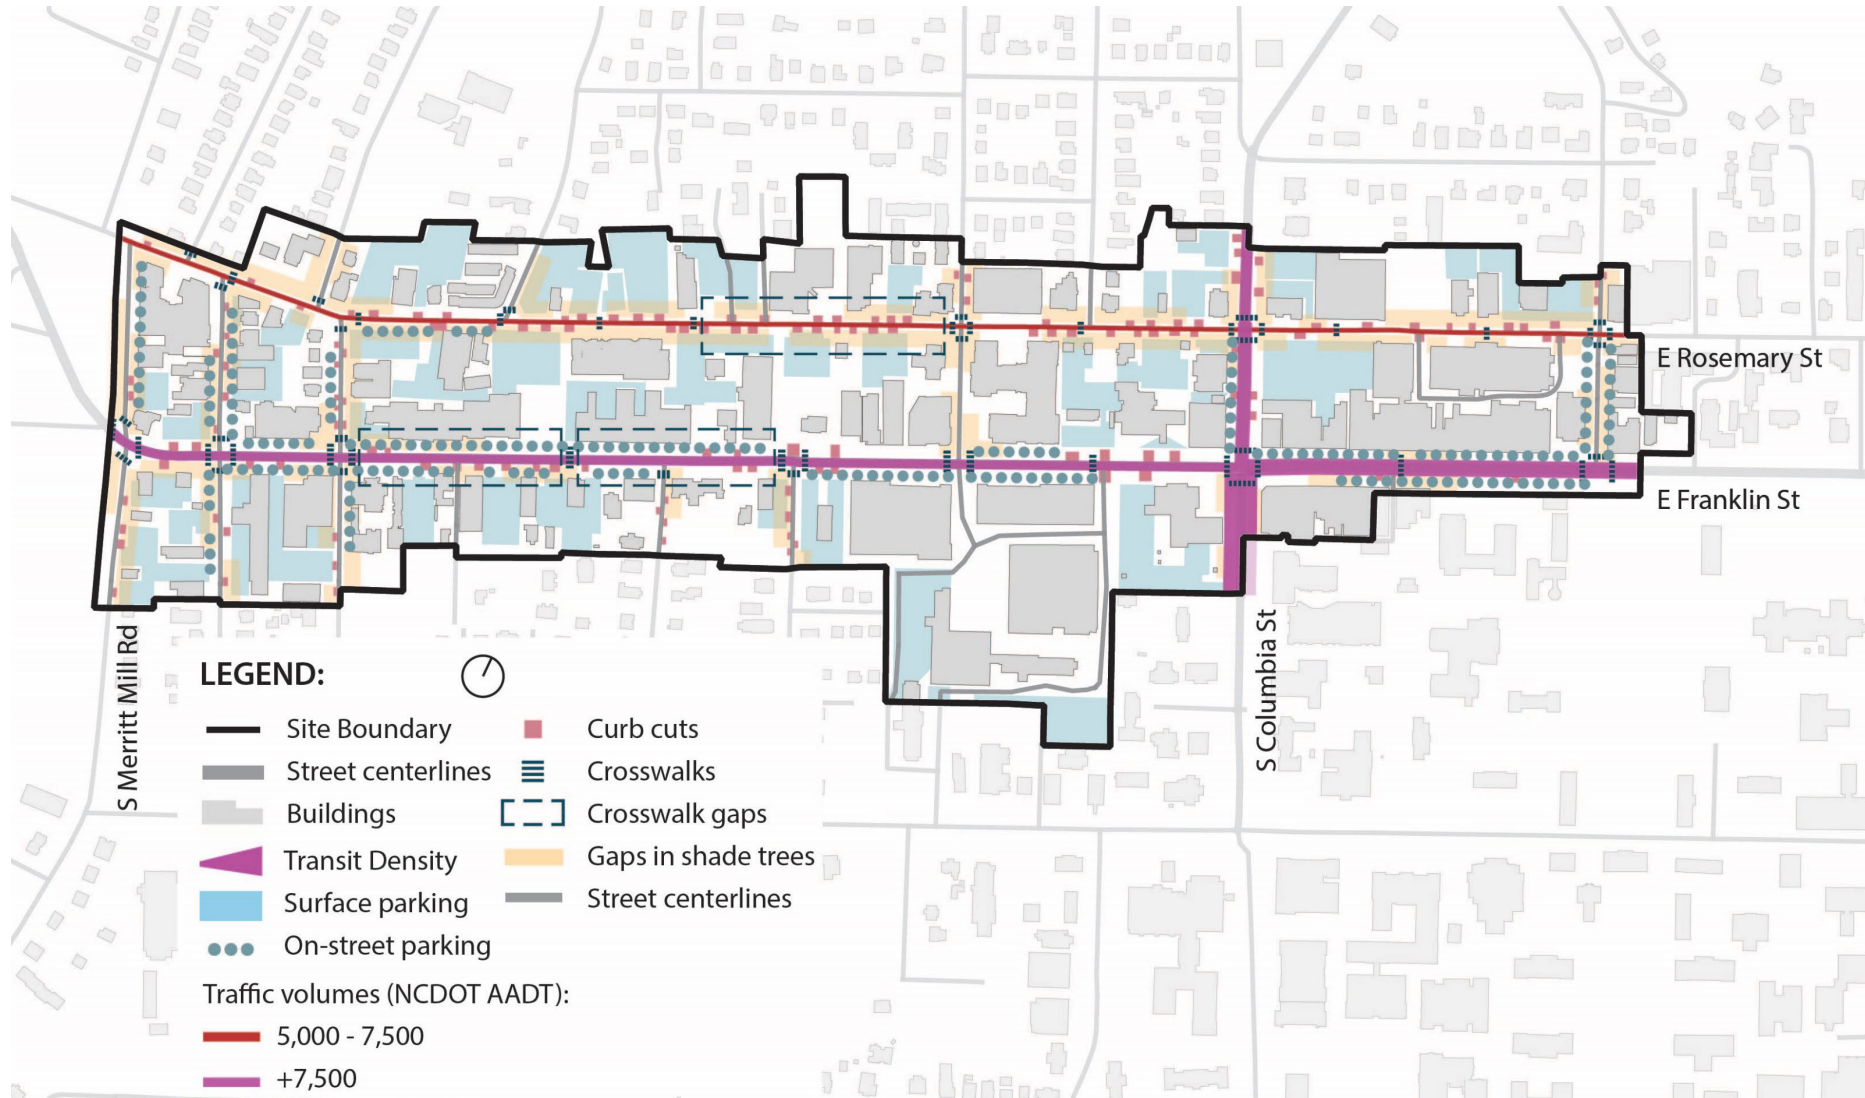 E Rosemary St
E Franklin St
S Merritt Mill Rd
S Columbia St
LEGEND:
Site Boundary
Street centerlines
Buildings
Transit Density
Surface parking
On-street parking
Curb cuts
Crosswalks
Crosswalk gaps
Gaps in shade trees
Street centerlines
Traffic volumes (NCDOT AADT):
5,000 - 7,500
+7,500